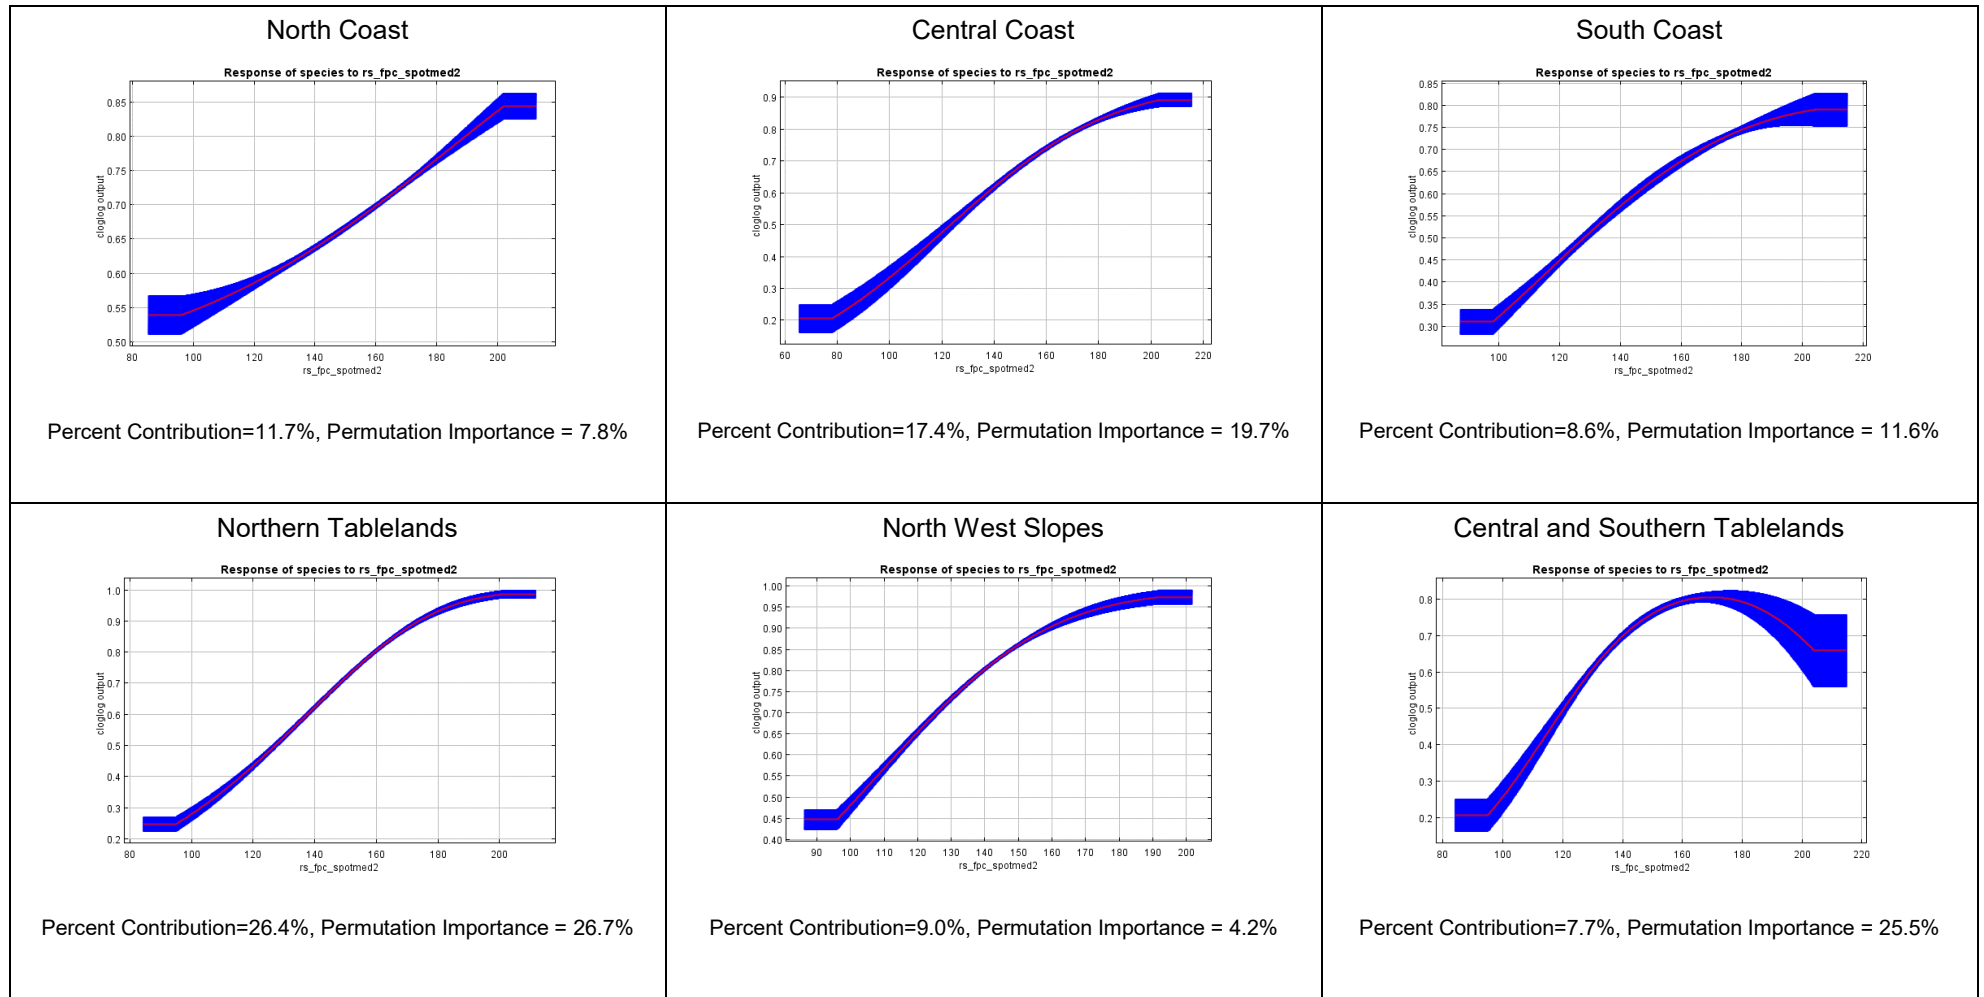 North Coast
Response of species to rs_fpc_spotmed2
0.85
0.80
0.75
0.70
0.65
0.60
0.55
0.50
cloglog output
80 100 120 140 160 180 200
rs_fpc_spotmed2
Percent Contribution=11.7%, Permutation Importance = 7.8%
Central Coast
Response of species to rs_fpc_spotmed2
0.9
0.8
0.7
0.6
0.5
0.4
0.3
0.2
cloglog output
60 80 100 120 140 160 180 200 220
rs_fpc_spotmed2
Percent Contribution=17.4%, Permutation Importance = 19.7%
South Coast
Response of species to rs_fpc_spotmed2
0.85
0.80
0.75
0.70
0.65
0.60
0.55
0.50
0.45
0.40
0.35
0.30
cloglog output
100 120 140 160 180 200 220
rs_fpc_spotmed2
Percent Contribution=8.6%, Permutation Importance = 11.6%
Northern Tablelands
Response of species to rs_fpc_spotmed2
1.0
0.9
0.8
0.7
0.6
0.5
0.4
0.3
0.2
cloglog output
80 100 120 140 160 180 200
rs_fpc_spotmed2
Percent Contribution=26.4%, Permutation Importance = 26.7%
North West Slopes
Response of species to rs_fpc_spotmed2
1.00
0.95
0.90
0.85
0.80
0.75
0.70
0.65
0.60
0.55
0.50
0.45
0.40
cloglog output
90 100 110 120 130 140 150 160 170 180 190 200
rs_fpc_spotmed2
Percent Contribution=9.0%, Permutation Importance = 4.2%
Central and Southern Tablelands
Response of species to rs_fpc_spotmed2
0.8
0.7
0.6
0.5
0.4
0.3
0.2
cloglog output
80 100 120 140 160 180 200 220
rs_fpc_spotmed2
Percent Contribution=7.7%, Permutation Importance = 25.5%